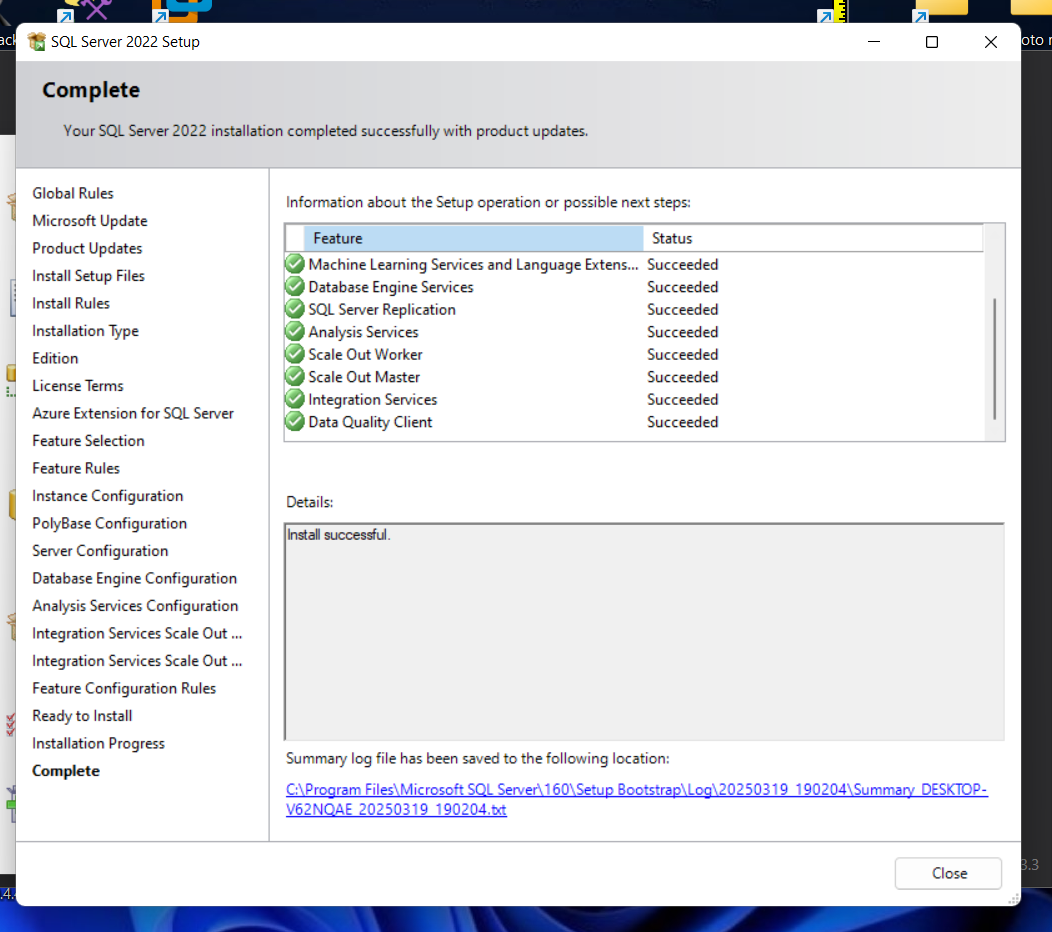 SQL Server 2022 Setup
oto
Complete
Your SQL Server 2022 installation completed successfully with product updates.
Global Rules
Microsoft Update
Product Updates
Install Setup Files
Install Rules
Installation Type
Edition
License Terms
Azure Extension for SQL Server
Feature Selection
Feature Rules
Instance Configuration
PolyBase Configuration
Server Configuration
Database Engine Configuration
Analysis Services Configuration
Integration Services Scale Out ...
Integration Services Scale Out ...
Feature Configuration Rules
Ready to Install
Installation Progress
Complete
Information about the Setup operation or possible next steps:
Feature Status
Machine Learning Services and Language Extens... Succeeded
Database Engine Services Succeeded
SQL Server Replication Succeeded
Analysis Services Succeeded
Scale Out Worker Succeeded
Scale Out Master Succeeded
Integration Services Succeeded
Data Quality Client Succeeded
Details:
Install successful.
Summary log file has been saved to the following location:
C:\Program Files\Microsoft SQL Server\160\Setup Bootstrap\Log\20250319_190204\Summary_DESKTOP-
V62NQAE_20250319_190204.txt
3.3
Close